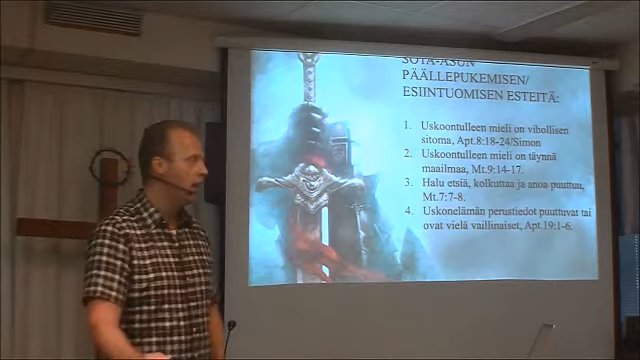 SOTA-ASUN
PÄÄLLEPUKEMISEN/
ESIINTUOMISEN ESTEITÄ:
1. Uskoontulleen mieli on vihollisen
sitoma, Apt.8:18-24/Simon
2. Uskoontulleen mieli on täynnä
maailmaa, Mt.9:14-17.
3. Halu etsiä, kolkuttaa ja anoa puuttuu,
Mt.7:7-8.
4. Uskonelämän perustiedot puuttuvat tai
ovat vielä vaillinaiset, Apt.19:1-6.